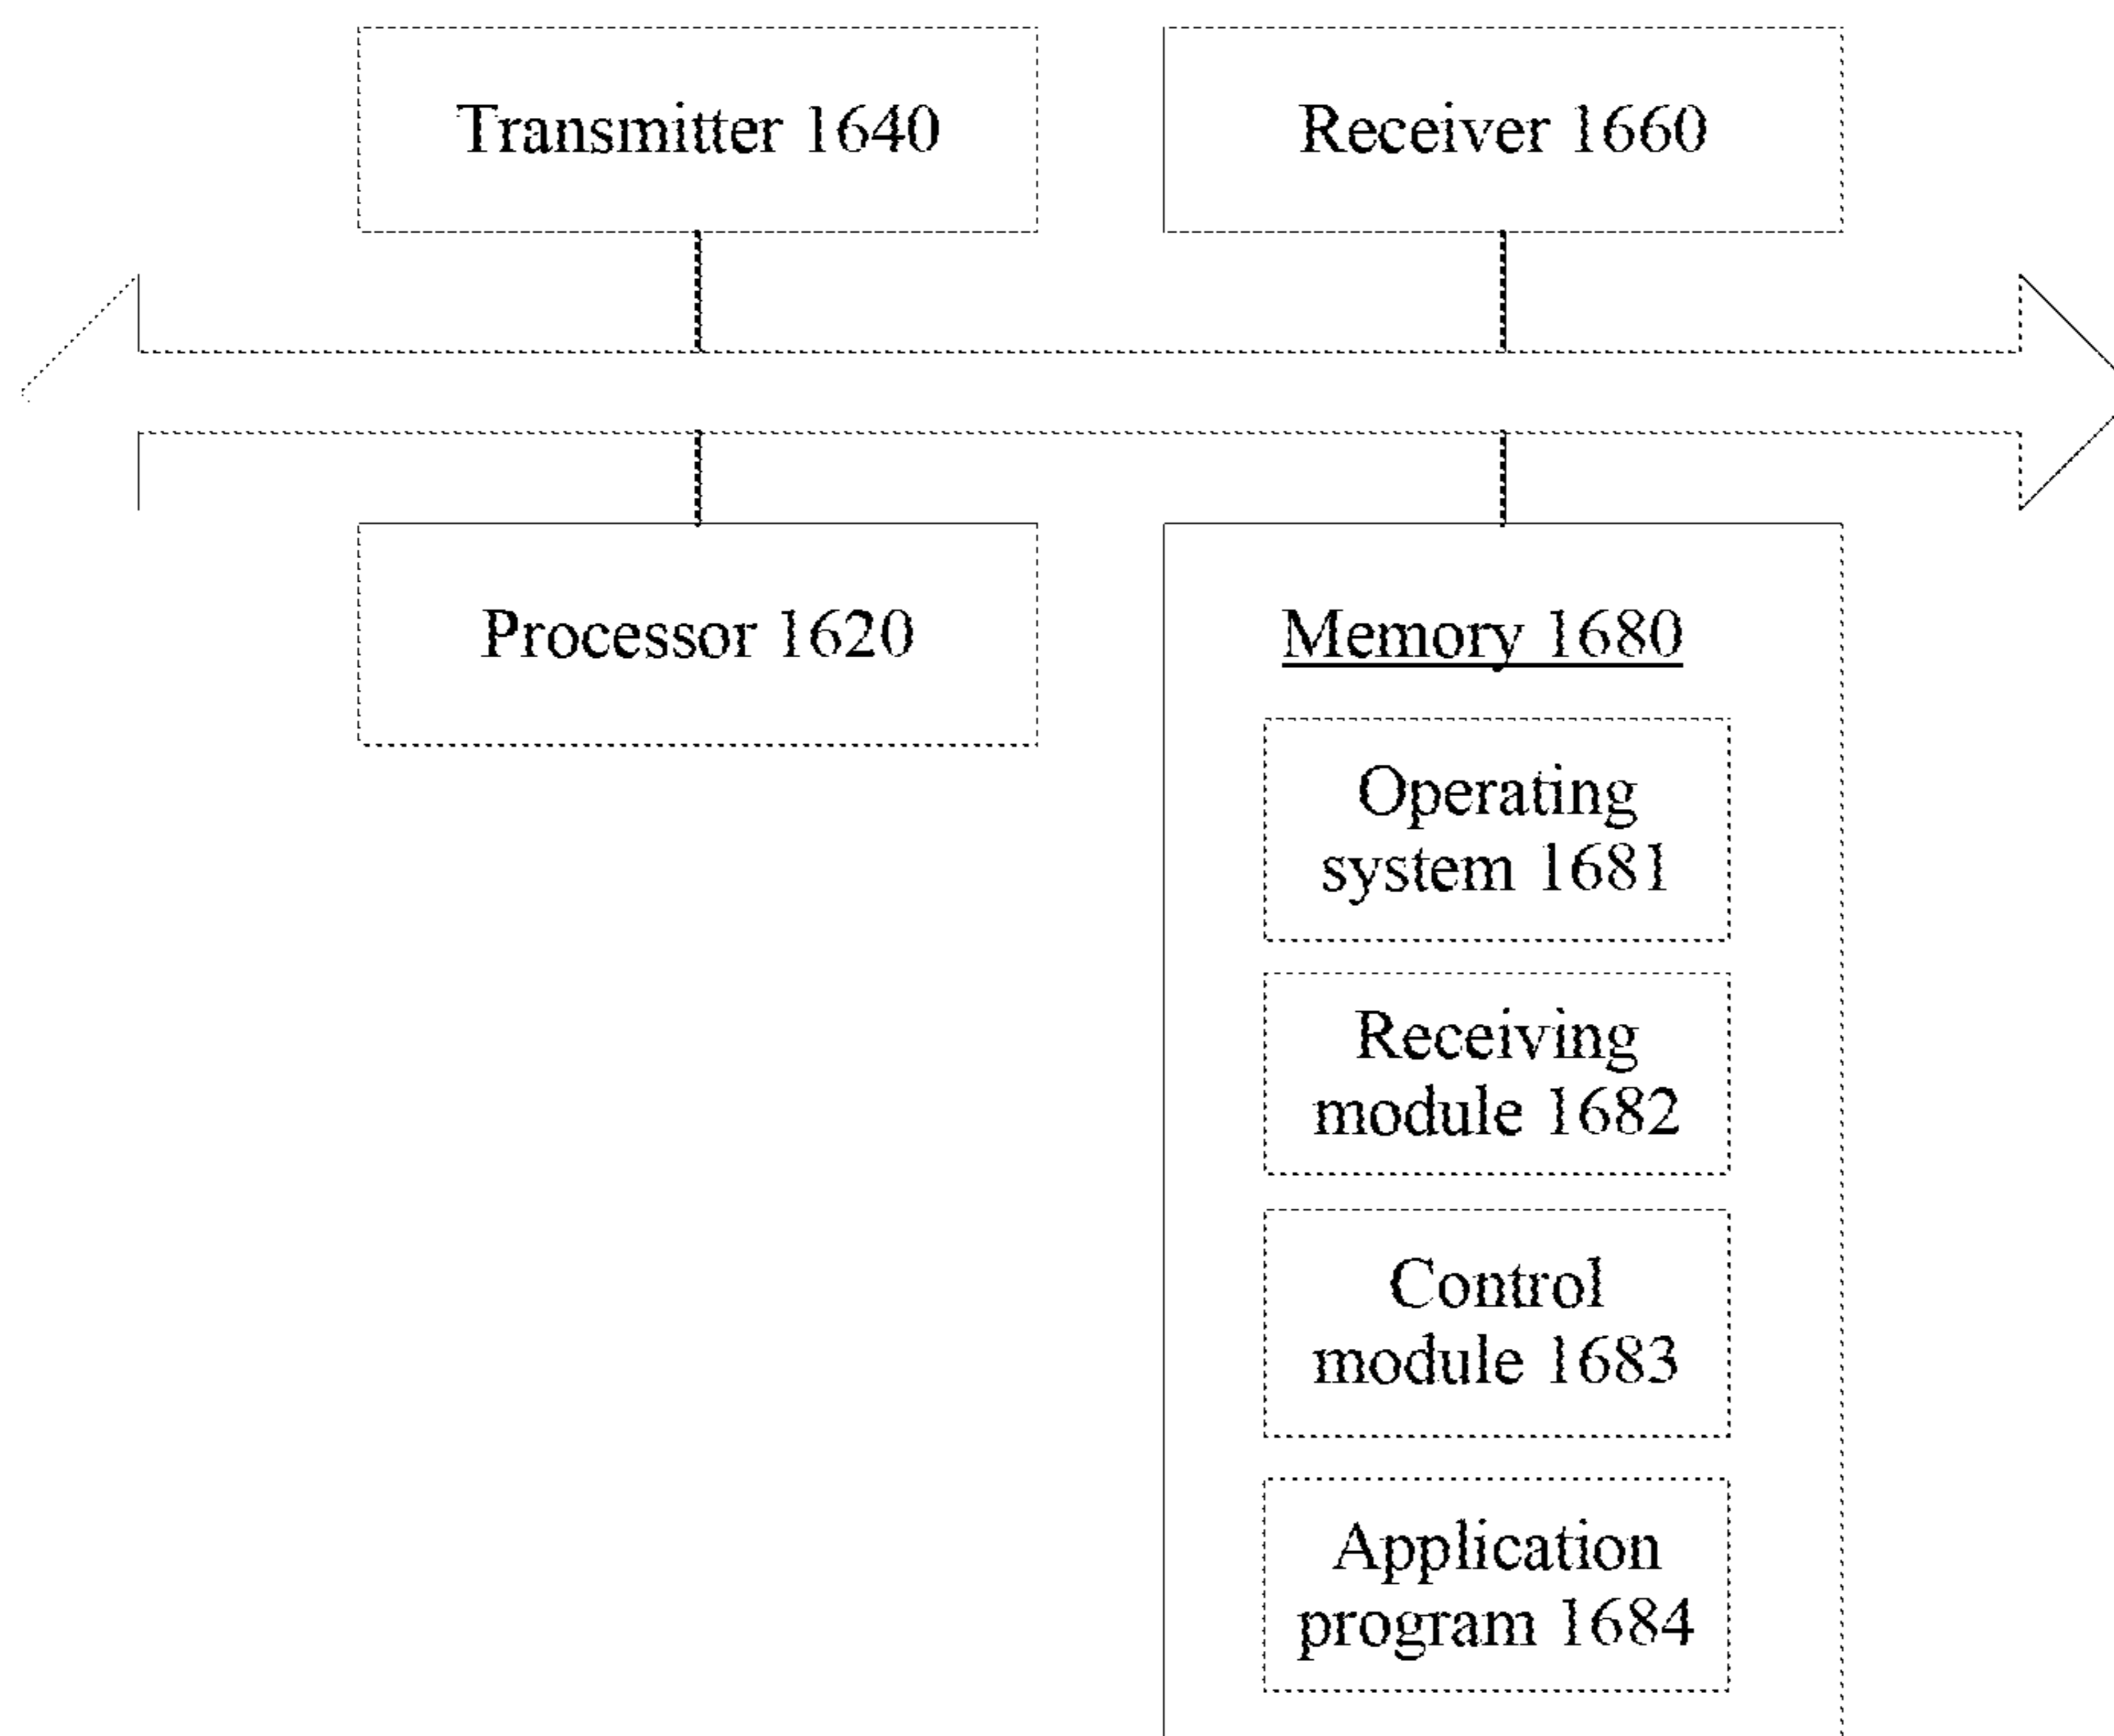 Transmitter 1640
Receiver 1660
Processor 1620
Memory 1680
Operating
system 1681
Receiving
module 1682
Control
module 1683
Application
program 1684